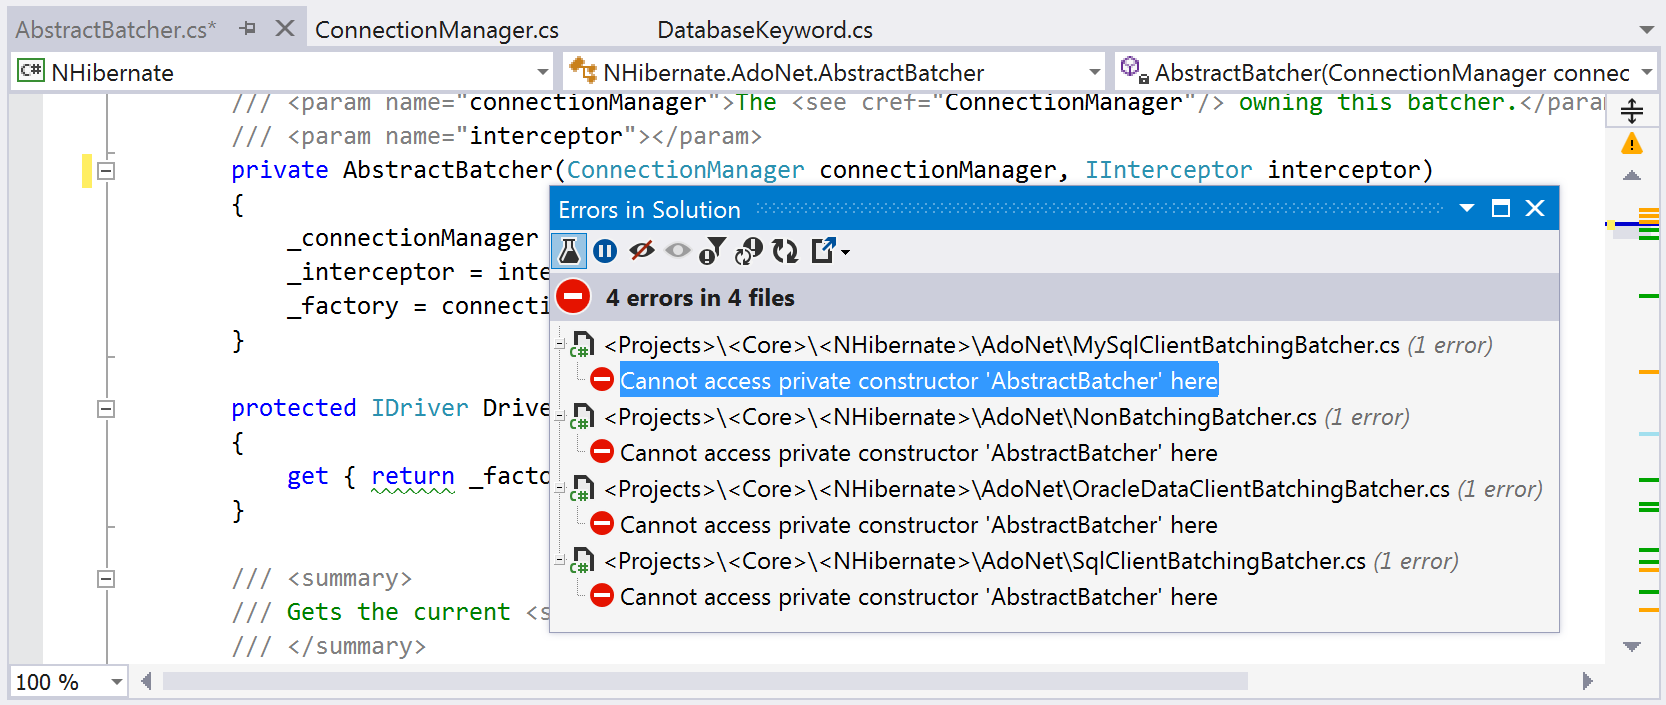 AbstractBatcher.cs* ConnectionManager.cs DatabaseKeyword.cs
C# NHibernate NHibernate.AdoNet.AbstractBatcher AbstractBatcher(ConnectionManager connec
/// <param name="connectionManager">The <see cref="ConnectionManager"/> owning this batcher.</para
/// <param name="interceptor"></param>
private AbstractBatcher(ConnectionManager connectionManager, IInterceptor interceptor)
{
_connectionManager
_interceptor = inte
_factory = connecti
}
protected IDriver Drive
{
get { return _facto
}
/// <summary>
/// Gets the current <s
/// </summary>
100 %
Errors in Solution
4 errors in 4 files
C# <Projects>\<Core>\<NHibernate>\AdoNet\MySqlClientBatchingBatcher.cs (1 error)
Cannot access private constructor 'AbstractBatcher' here
C# <Projects>\<Core>\<NHibernate>\AdoNet\NonBatchingBatcher.cs (1 error)
Cannot access private constructor 'AbstractBatcher' here
C# <Projects>\<Core>\<NHibernate>\AdoNet\OracleDataClientBatchingBatcher.cs (1 error)
Cannot access private constructor 'AbstractBatcher' here
C# <Projects>\<Core>\<NHibernate>\AdoNet\SqlClientBatchingBatcher.cs (1 error)
Cannot access private constructor 'AbstractBatcher' here